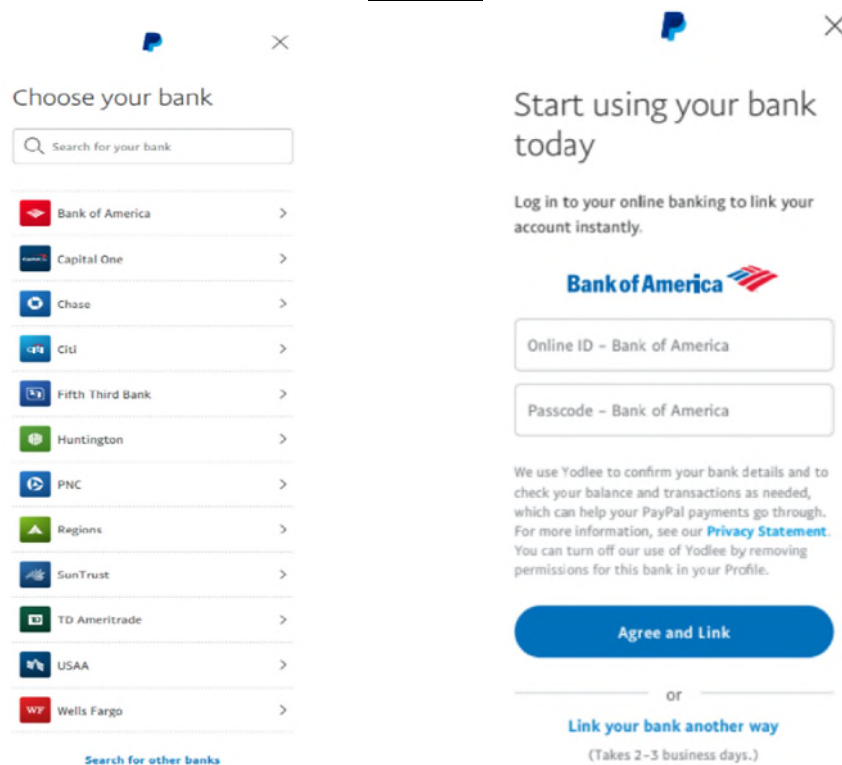 Choose your bank
Search for your bank
Bank of America
Capital One
Chase
citi
Citi
Fifth Third Bank
Huntington
PNC
Regions
SunTrust
TD
TD Ameritrade
USAA
WF
Wells Fargo
Search for other banks
Start using your bank
today
Log in to your online banking to link your
account instantly.
Bank of America
Online ID – Bank of America
Passcode – Bank of America
We use Yodlee to confirm your bank details and to
check your balance and transactions as needed,
which can help your PayPal payments go through.
For more information, see our Privacy Statement.
You can turn off our use of Yodlee by removing
permissions for this bank in your Profile.
Agree and Link
or
Link your bank another way
(Takes 2–3 business days.)